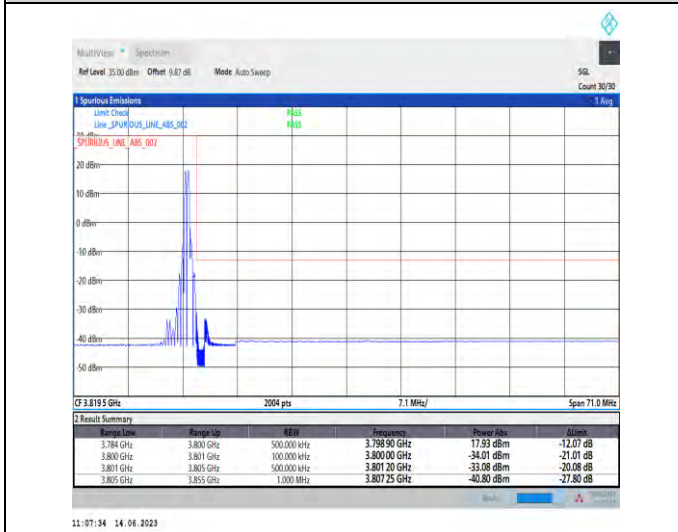 MultiView Spectrum
Ref Level 35.00 dBm Offset 9.87 dB Mode Auto Sweep SGL
Count 30/30
1 Spurious Emissions 1 Avg
Limit Check PASS
Line _SPURIOUS_LINE_ABS_002 PASS
30 dBm
_SPURIOUS_LINE_ABS_002
20 dBm
10 dBm
0 dBm
-10 dBm
-20 dBm
-30 dBm
-40 dBm
-50 dBm
CF 3.8195 GHz 2004 pts 7.1 MHz/ Span 71.0 MHz
2 Result Summary
Range Low Range Up RBW Frequency Power Abs ΔLimit
3.784 GHz 3.800 GHz 500.000 kHz 3.798 90 GHz 17.93 dBm -12.07 dB
3.800 GHz 3.801 GHz 100.000 kHz 3.800 00 GHz -34.01 dBm -21.01 dB
3.801 GHz 3.805 GHz 500.000 kHz 3.801 20 GHz -33.08 dBm -20.08 dB
3.805 GHz 3.855 GHz 1.000 MHz 3.807 25 GHz -40.80 dBm -27.80 dB
11:07:34 14.06.2023